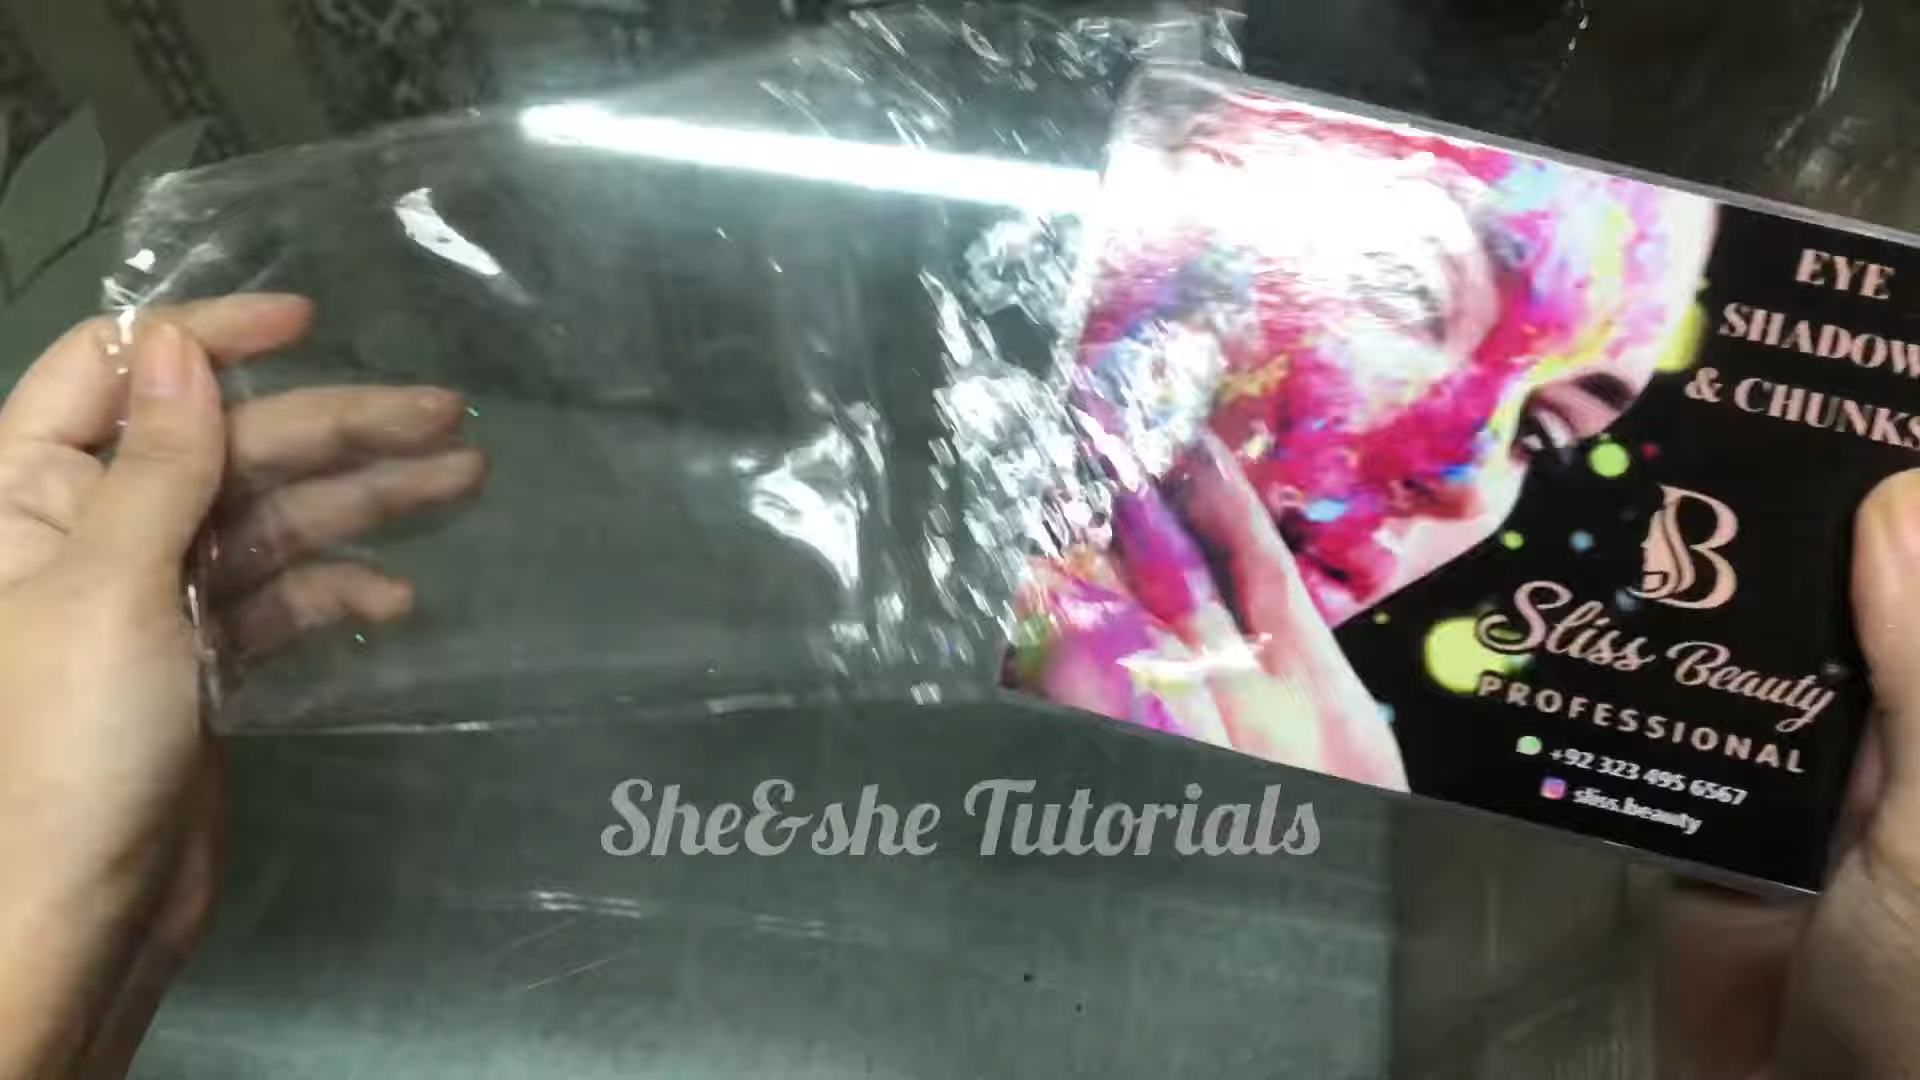 EYE
SHADOW
& CHUNKS
B
Sliss Beauty
PROFESSIONAL
+92 323 495 6567
sliss.beauty
She&she Tutorials